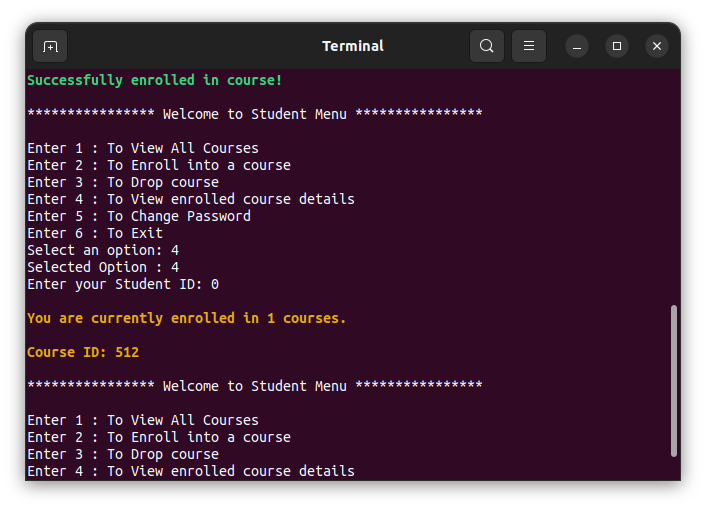 Terminal
Successfully enrolled in course!
**************** Welcome to Student Menu ****************
Enter 1 : To View All Courses
Enter 2 : To Enroll into a course
Enter 3 : To Drop course
Enter 4 : To View enrolled course details
Enter 5 : To Change Password
Enter 6 : To Exit
Select an option: 4
Selected Option : 4
Enter your Student ID: 0
You are currently enrolled in 1 courses.
Course ID: 512
**************** Welcome to Student Menu ****************
Enter 1 : To View All Courses
Enter 2 : To Enroll into a course
Enter 3 : To Drop course
Enter 4 : To View enrolled course details